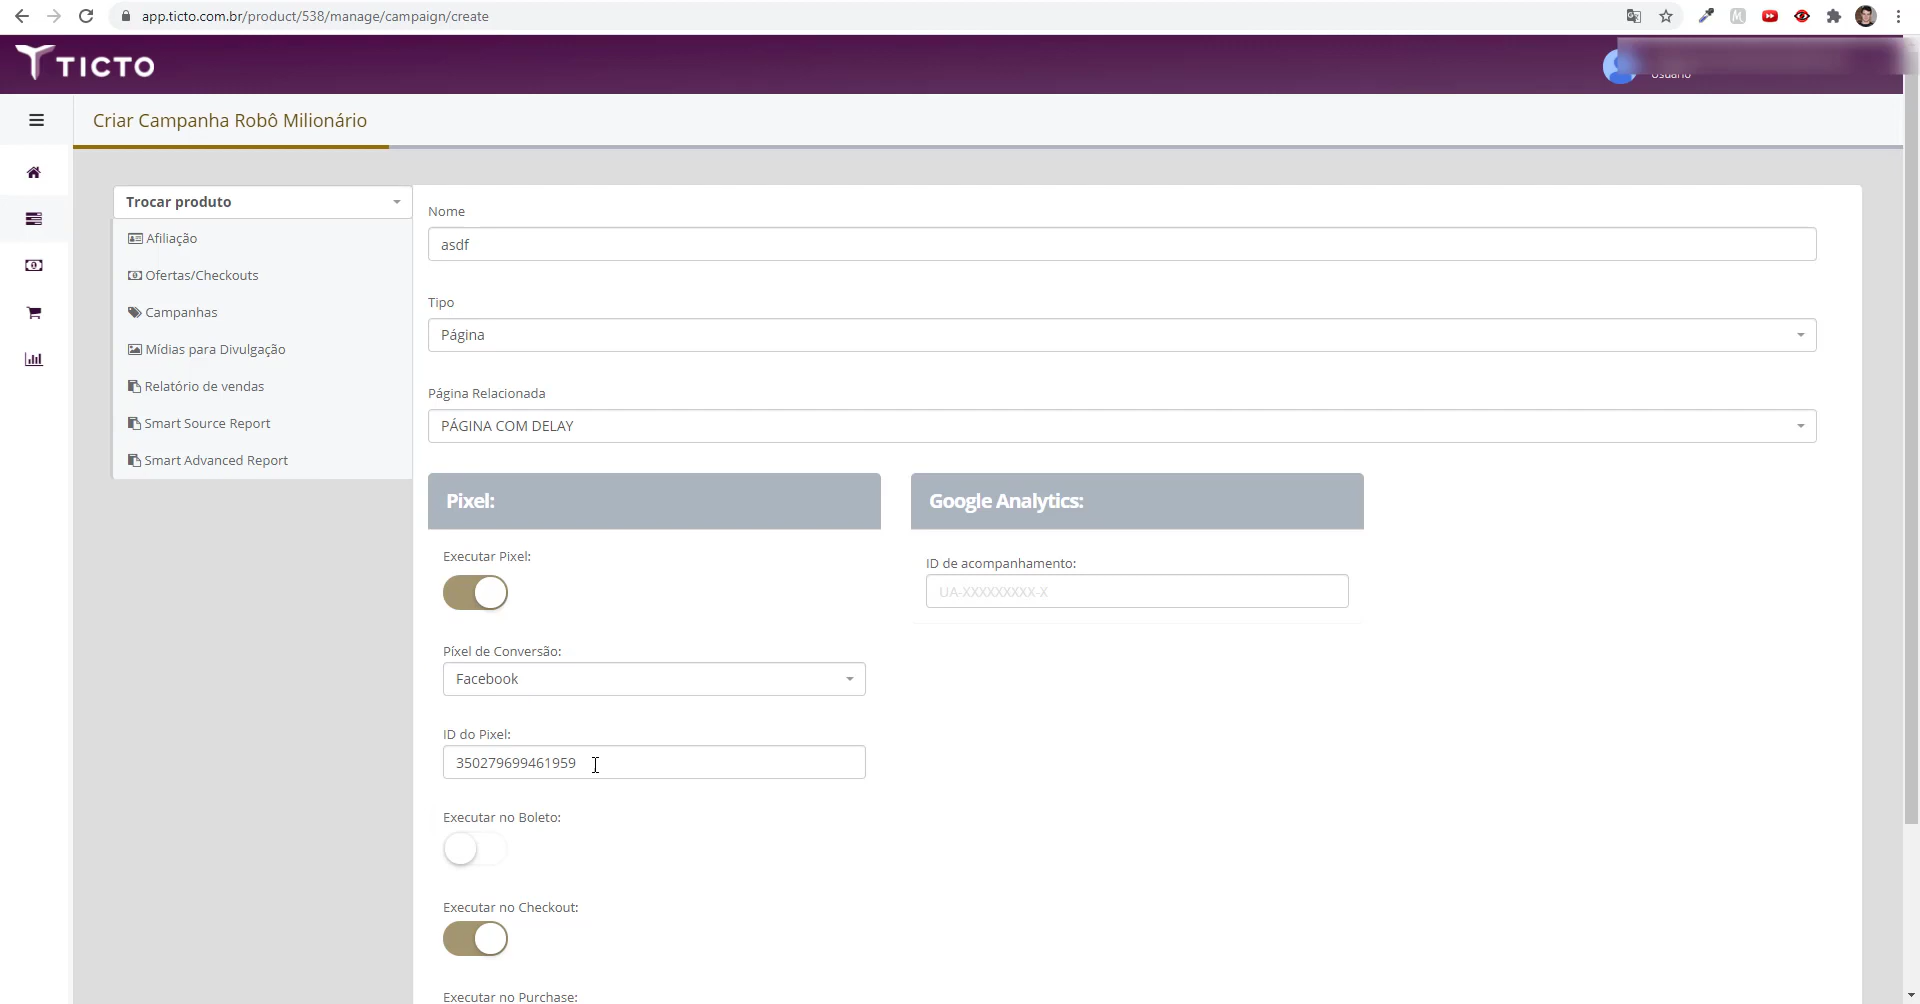 app.ticto.com.br/product/538/manage/campaign/create
TICTO
Usuário
Criar Campanha Robô Milionário
Trocar produto
Afiliação
Ofertas/Checkouts
Campanhas
Mídias para Divulgação
Relatório de vendas
Smart Source Report
Smart Advanced Report
Nome
asdf
Tipo
Página
Página Relacionada
PÁGINA COM DELAY
Pixel:
Executar Pixel:
Píxel de Conversão:
Facebook
ID do Pixel:
350279699461959
Executar no Boleto:
Executar no Checkout:
Executar no Purchase:
Google Analytics:
ID de acompanhamento:
UA-XXXXXXXXX-X